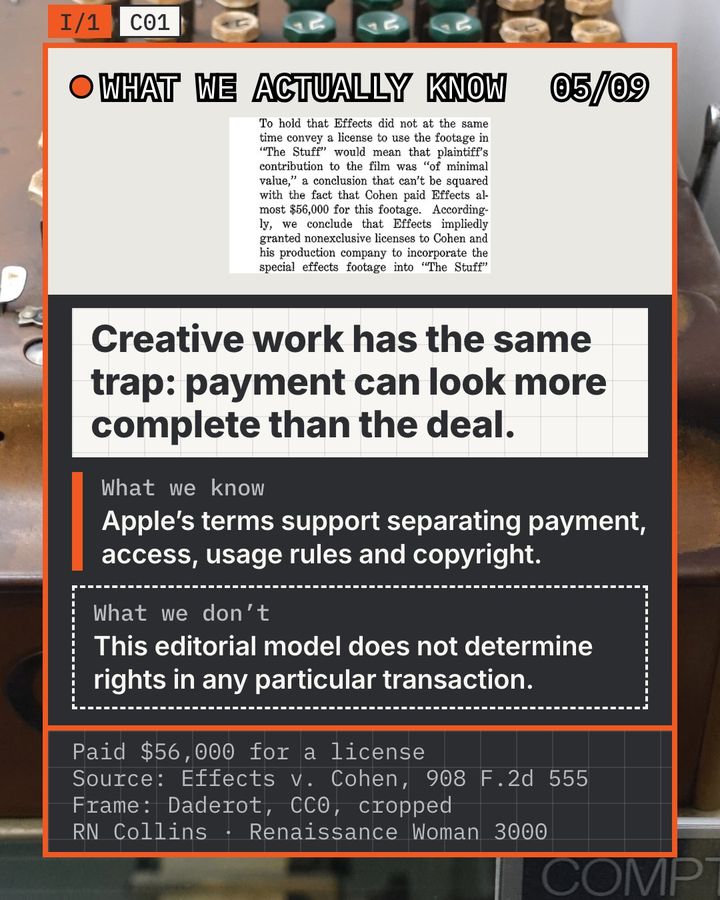 I/1 C01
WHAT WE ACTUALLY KNOW 05/09
To hold that Effects did not at the same
time convey a license to use the footage in
“The Stuff” would mean that plaintiff’s
contribution to the film was “of minimal
value,” a conclusion that can’t be squared
with the fact that Cohen paid Effects al-
most $56,000 for this footage. According-
ly, we conclude that Effects impliedly
granted nonexclusive licenses to Cohen and
his production company to incorporate the
special effects footage into “The Stuff”
Creative work has the same
trap: payment can look more
complete than the deal.
What we know
Apple’s terms support separating payment,
access, usage rules and copyright.
What we don’t
This editorial model does not determine
rights in any particular transaction.
Paid $56,000 for a license
Source: Effects v. Cohen, 908 F.2d 555
Frame: Daderot, CC0, cropped
RN Collins · Renaissance Woman 3000